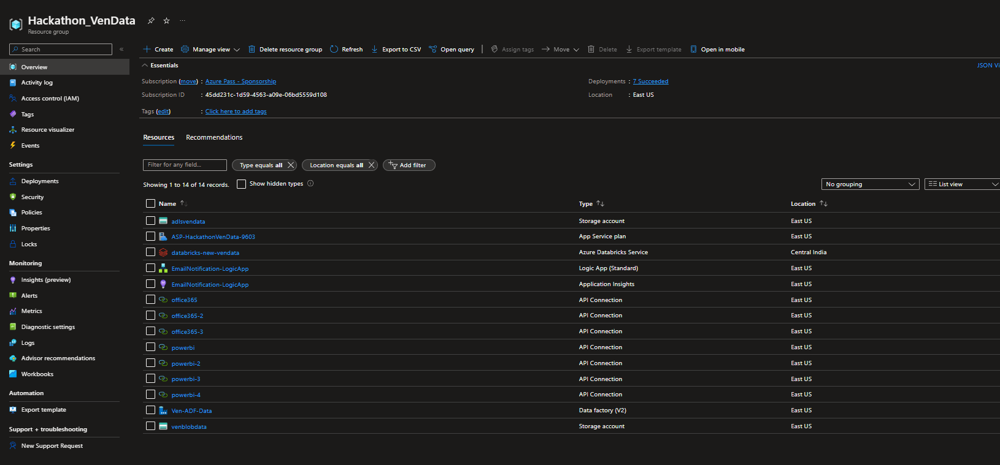 Hackathon_VenData
Resource group
Search
Overview
Activity log
Access control (IAM)
Tags
Resource visualizer
Events
Settings
Deployments
Security
Policies
Properties
Locks
Monitoring
Insights (preview)
Alerts
Metrics
Diagnostic settings
Logs
Advisor recommendations
Workbooks
Automation
Export template
Support + troubleshooting
New Support Request
Create Manage view Delete resource group Refresh Export to CSV Open query Assign tags Move Delete Export template Open in mobile
Essentials
JSON Vi
Subscription (move) : Azure Pass - Sponsorship
Deployments : 7 Succeeded
Subscription ID : 45dd231c-1d59-4563-a09e-06bd5559d108
Location : East US
Tags (edit) : Click here to add tags
Resources Recommendations
Filter for any field... Type equals all Location equals all Add filter
Showing 1 to 14 of 14 records. Show hidden types
No grouping List view
Name Type Location
adlsvendata Storage account East US
ASP-HackathonVenData-9603 App Service plan East US
databricks-new-vendata Azure Databricks Service Central India
EmailNotification-LogicApp Logic App (Standard) East US
EmailNotification-LogicApp Application Insights East US
office365 API Connection East US
office365-2 API Connection East US
office365-3 API Connection East US
powerbi API Connection East US
powerbi-2 API Connection East US
powerbi-3 API Connection East US
powerbi-4 API Connection East US
Ven-ADF-Data Data factory (V2) East US
venblobdata Storage account East US